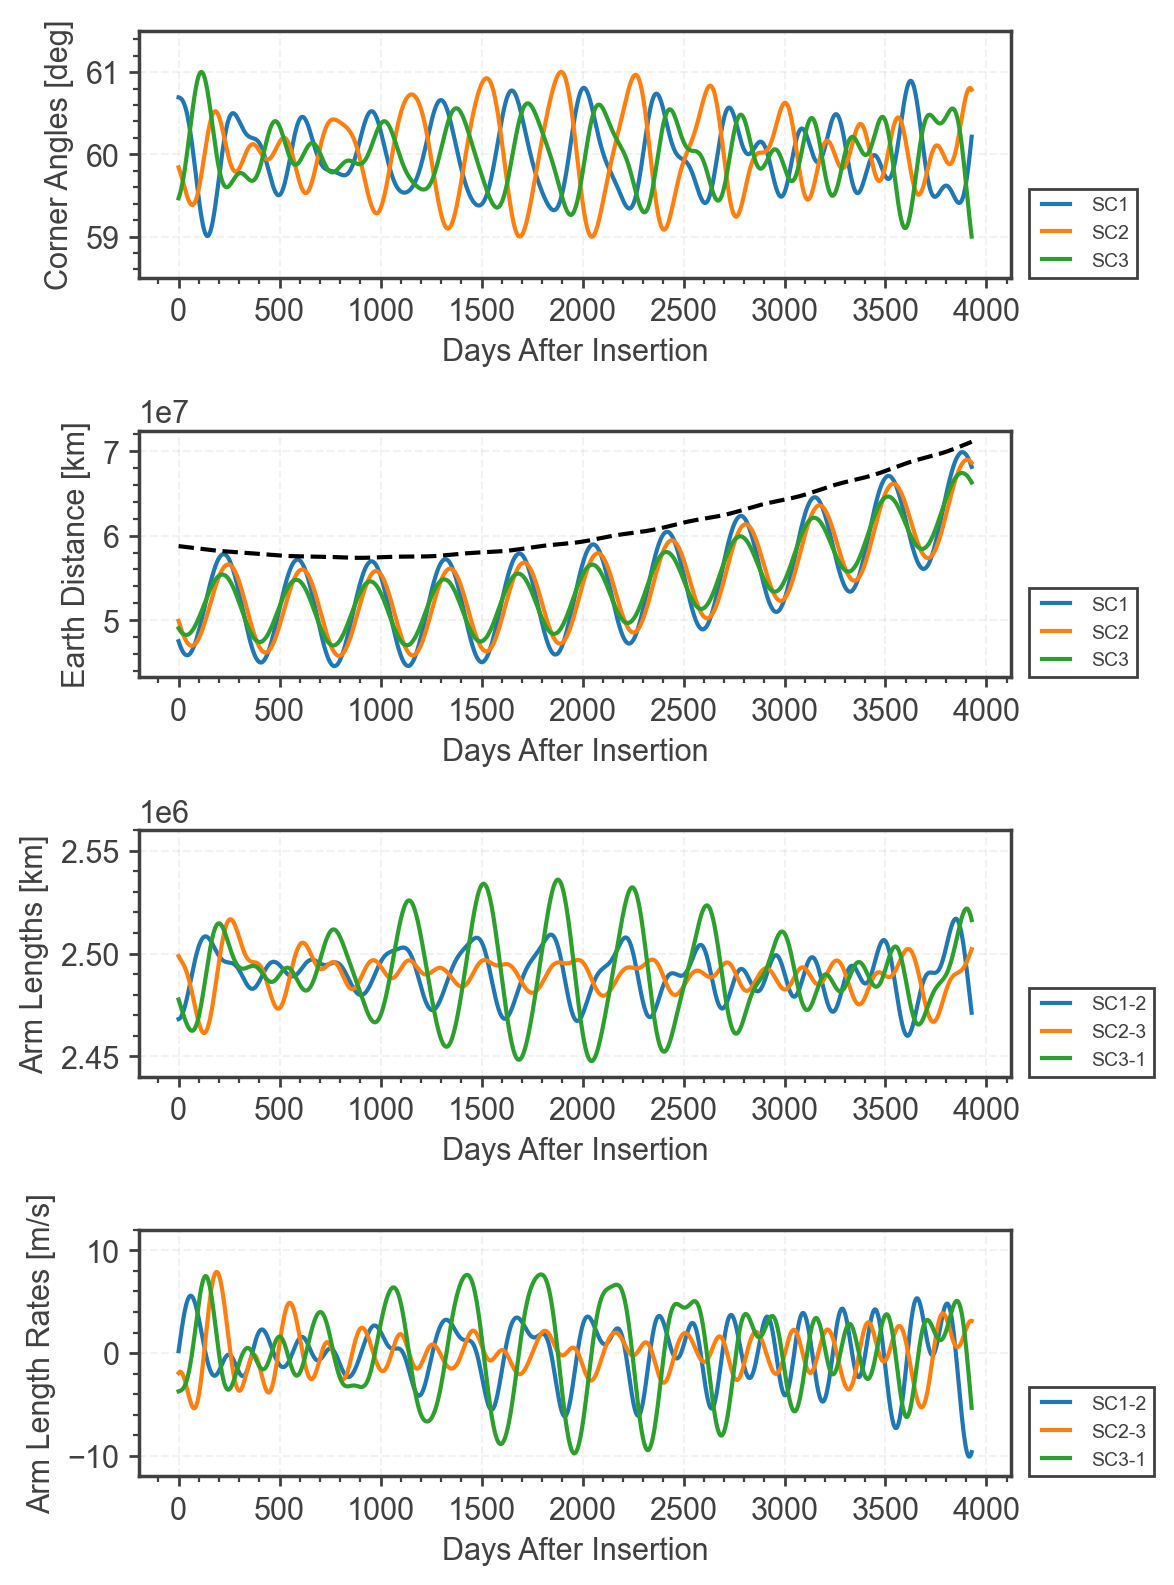 Corner Angles [deg]
61
60
59
0 500 1000 1500 2000 2500 3000 3500 4000
Days After Insertion
SC1
SC2
SC3
1e7
Earth Distance [km]
7
6
5
0 500 1000 1500 2000 2500 3000 3500 4000
Days After Insertion
SC1
SC2
SC3
1e6
Arm Lengths [km]
2.55
2.50
2.45
0 500 1000 1500 2000 2500 3000 3500 4000
Days After Insertion
SC1-2
SC2-3
SC3-1
Arm Length Rates [m/s]
10
0
−10
0 500 1000 1500 2000 2500 3000 3500 4000
Days After Insertion
SC1-2
SC2-3
SC3-1